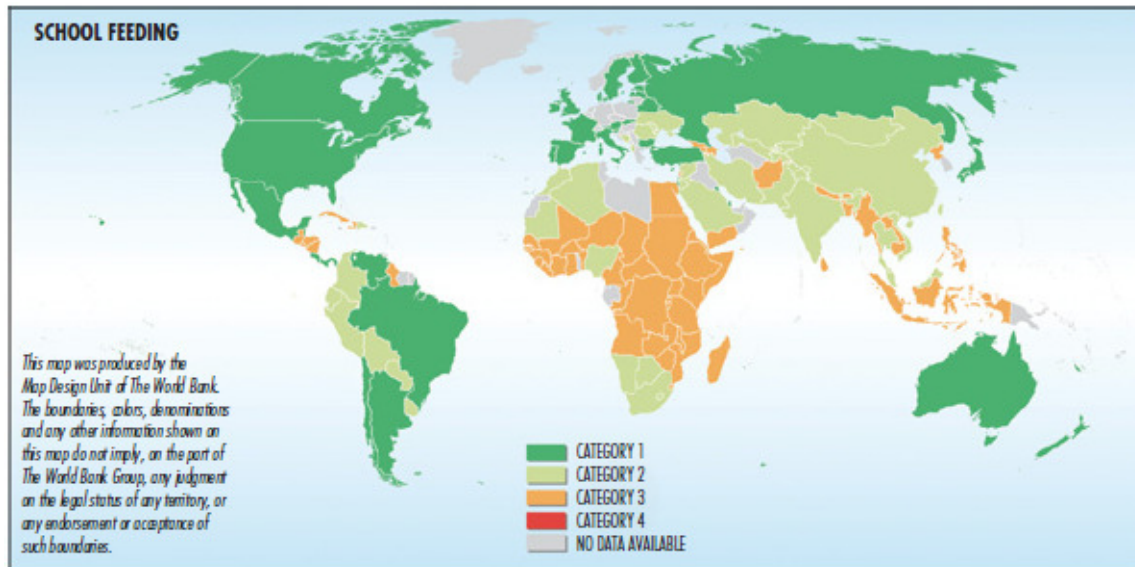 SCHOOL FEEDING
This map was produced by the
Map Design Unit of The World Bank.
The boundaries, colors, denominations
and any other information shown on
this map do not imply, on the part of
The World Bank Group, any judgment
on the legal status of any territory, or
any endorsement or acceptance of
such boundaries.
CATEGORY 1
CATEGORY 2
CATEGORY 3
CATEGORY 4
NO DATA AVAILABLE